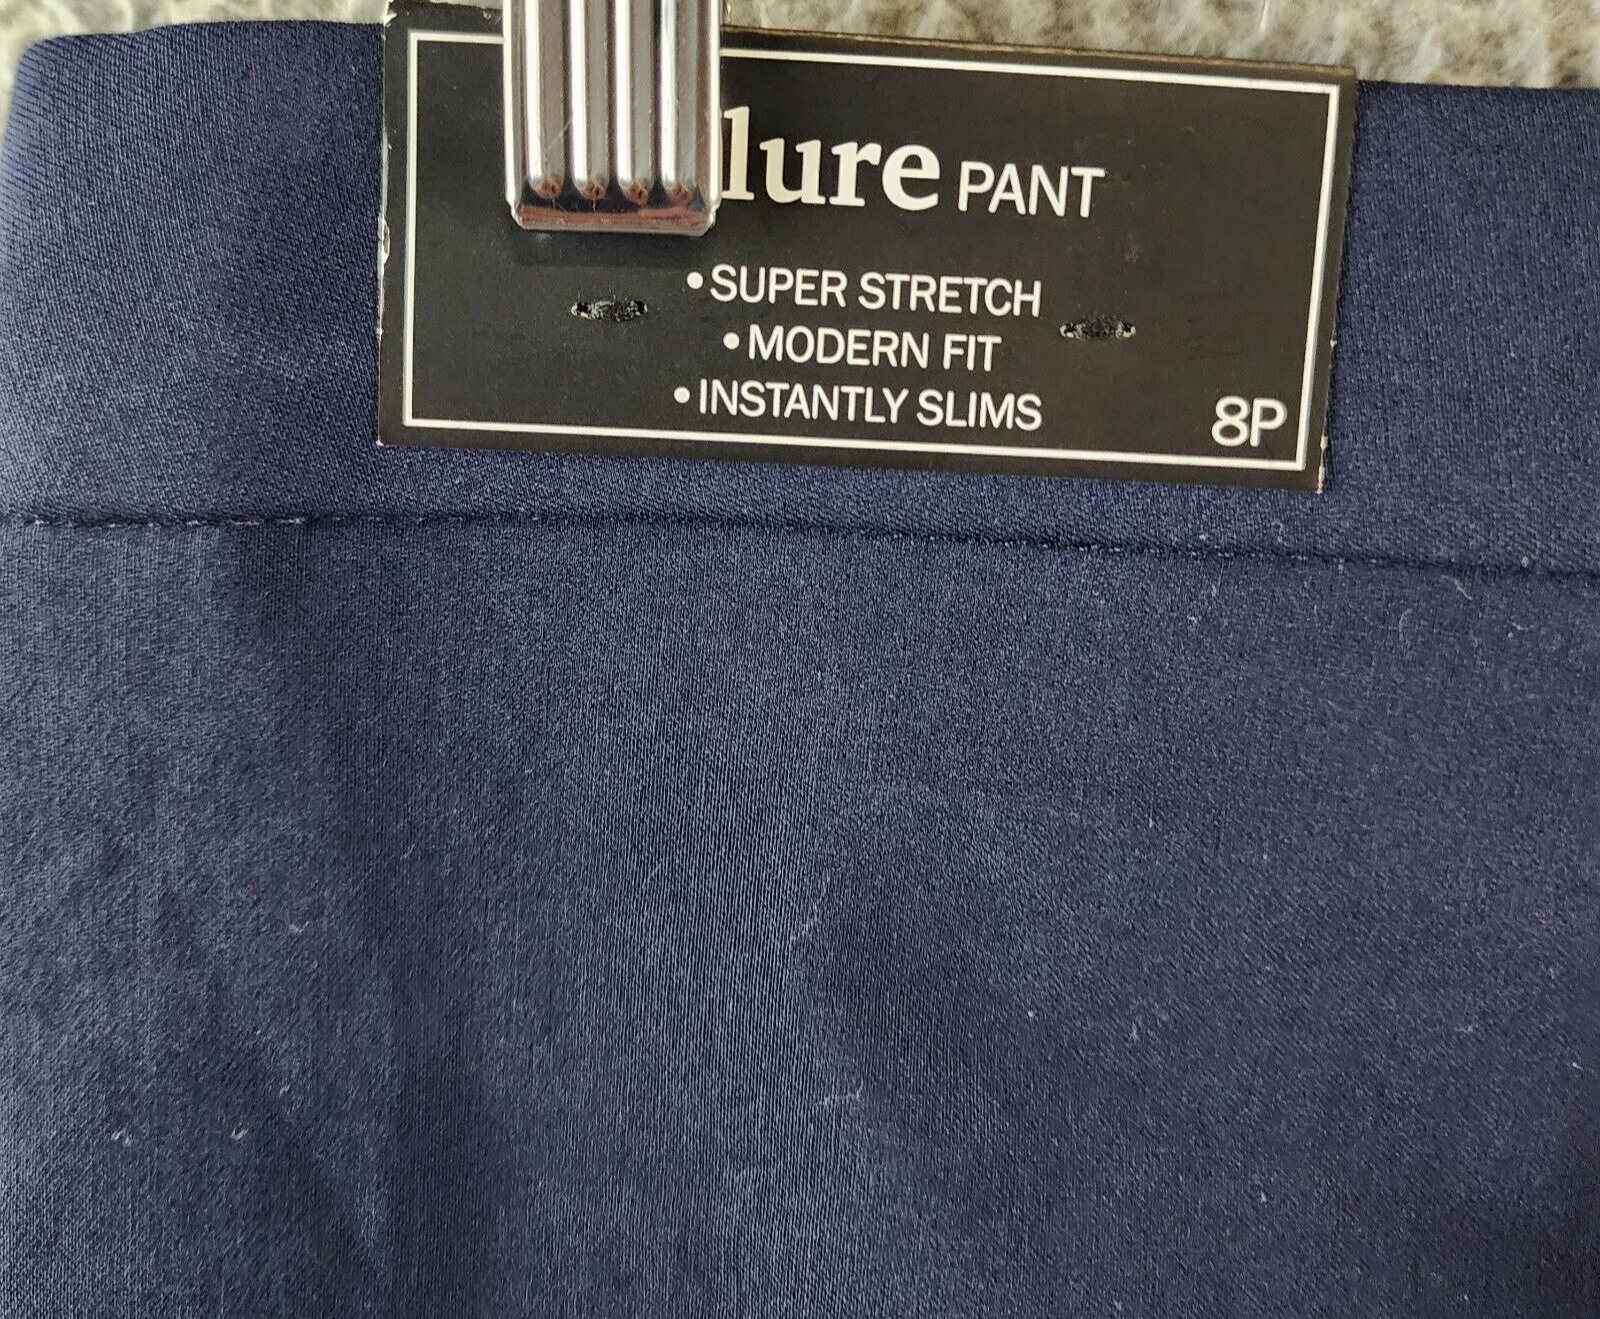 lure PANT
•SUPER STRETCH
•MODERN FIT
•INSTANTLY SLIMS
8P